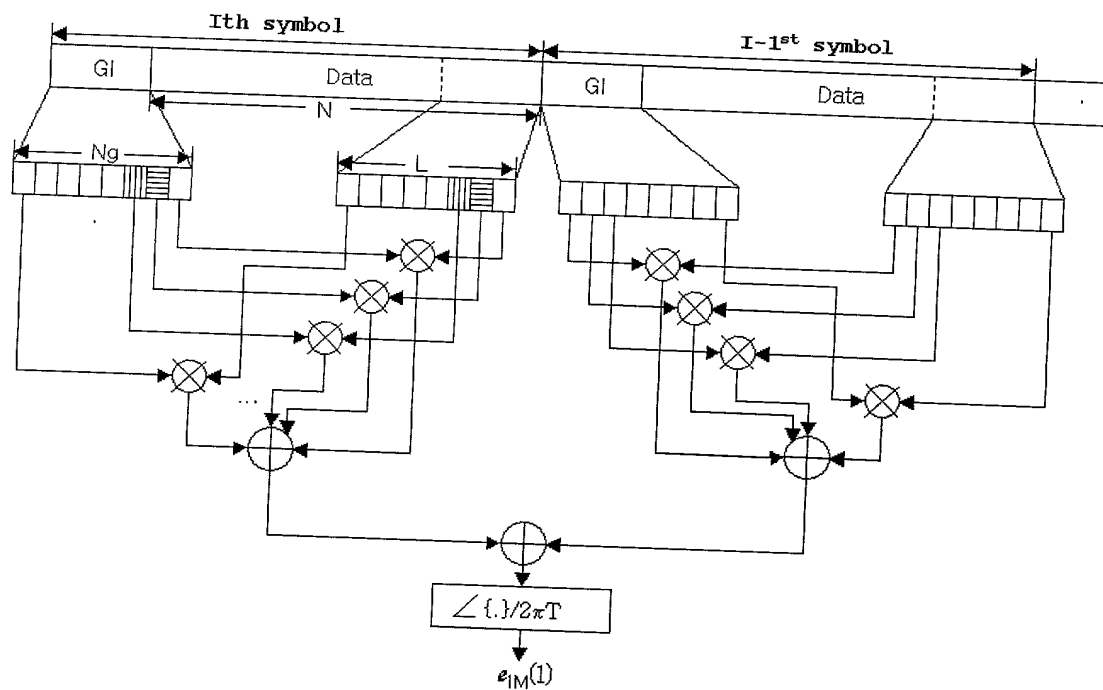 Ith symbol
I-1st symbol
GI
Data
GI
Data
N
Ng
L
...
∠{.}/2πT
eIM(1)